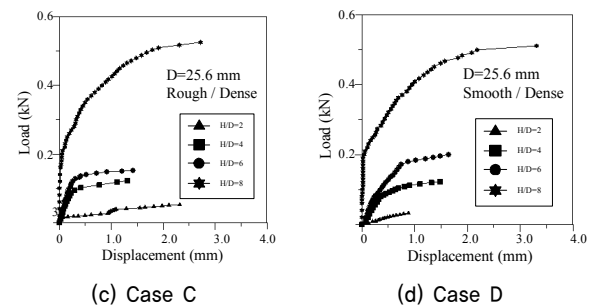 0.6
0.4
0.2
Load (kN)
D=25.6 mm
Rough / Dense
H/D=2
H/D=4
H/D=6
H/D=8
0 1.0 2.0 3.0 4.0
Displacement (mm)
(c) Case C
0.6
0.4
0.2
0
Load (kN)
D=25.6 mm
Smooth / Dense
H/D=2
H/D=4
H/D=6
H/D=8
0 1.0 2.0 3.0 4.0
Displacement (mm)
(d) Case D